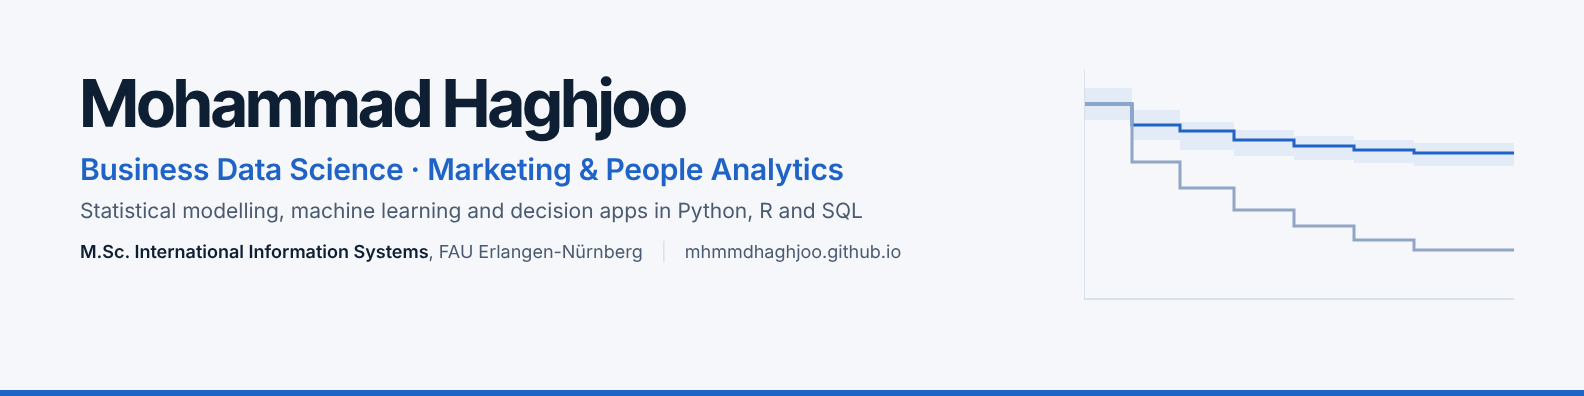 Mohammad Haghjoo
Business Data Science · Marketing & People Analytics
Statistical modelling, machine learning and decision apps in Python, R and SQL
M.Sc. International Information Systems, FAU Erlangen-Nürnberg | mhmmdhaghjoo.github.io